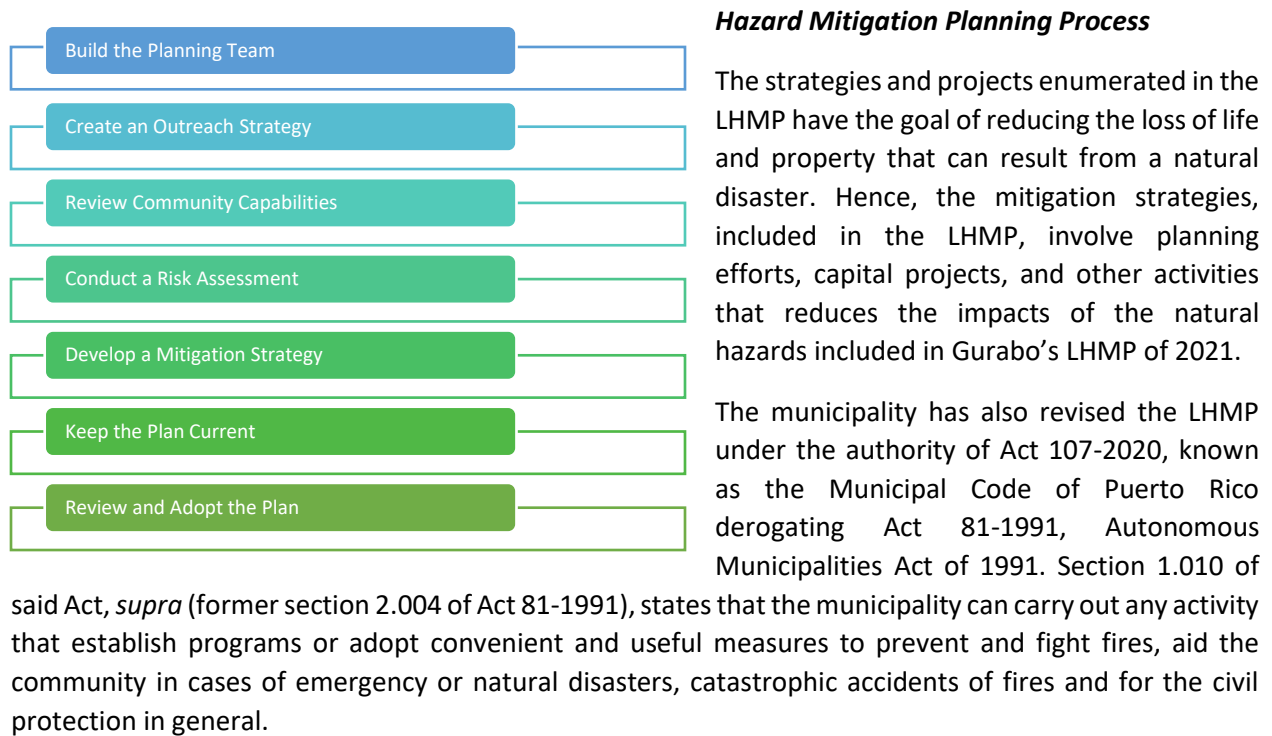 Build the Planning Team
Create an Outreach Strategy
Review Community Capabilities
Conduct a Risk Assessment
Develop a Mitigation Strategy
Keep the Plan Current
Review and Adopt the Plan
Hazard Mitigation Planning Process
The strategies and projects enumerated in the
LHMP have the goal of reducing the loss of life
and property that can result from a natural
disaster. Hence, the mitigation strategies,
included in the LHMP, involve planning
efforts, capital projects, and other activities
that reduces the impacts of the natural
hazards included in Gurabo’s LHMP of 2021.
The municipality has also revised the LHMP
under the authority of Act 107-2020, known
as the Municipal Code of Puerto Rico
derogating Act 81-1991, Autonomous
Municipalities Act of 1991. Section 1.010 of
said Act, supra (former section 2.004 of Act 81-1991), states that the municipality can carry out any activity
that establish programs or adopt convenient and useful measures to prevent and fight fires, aid the
community in cases of emergency or natural disasters, catastrophic accidents of fires and for the civil
protection in general.